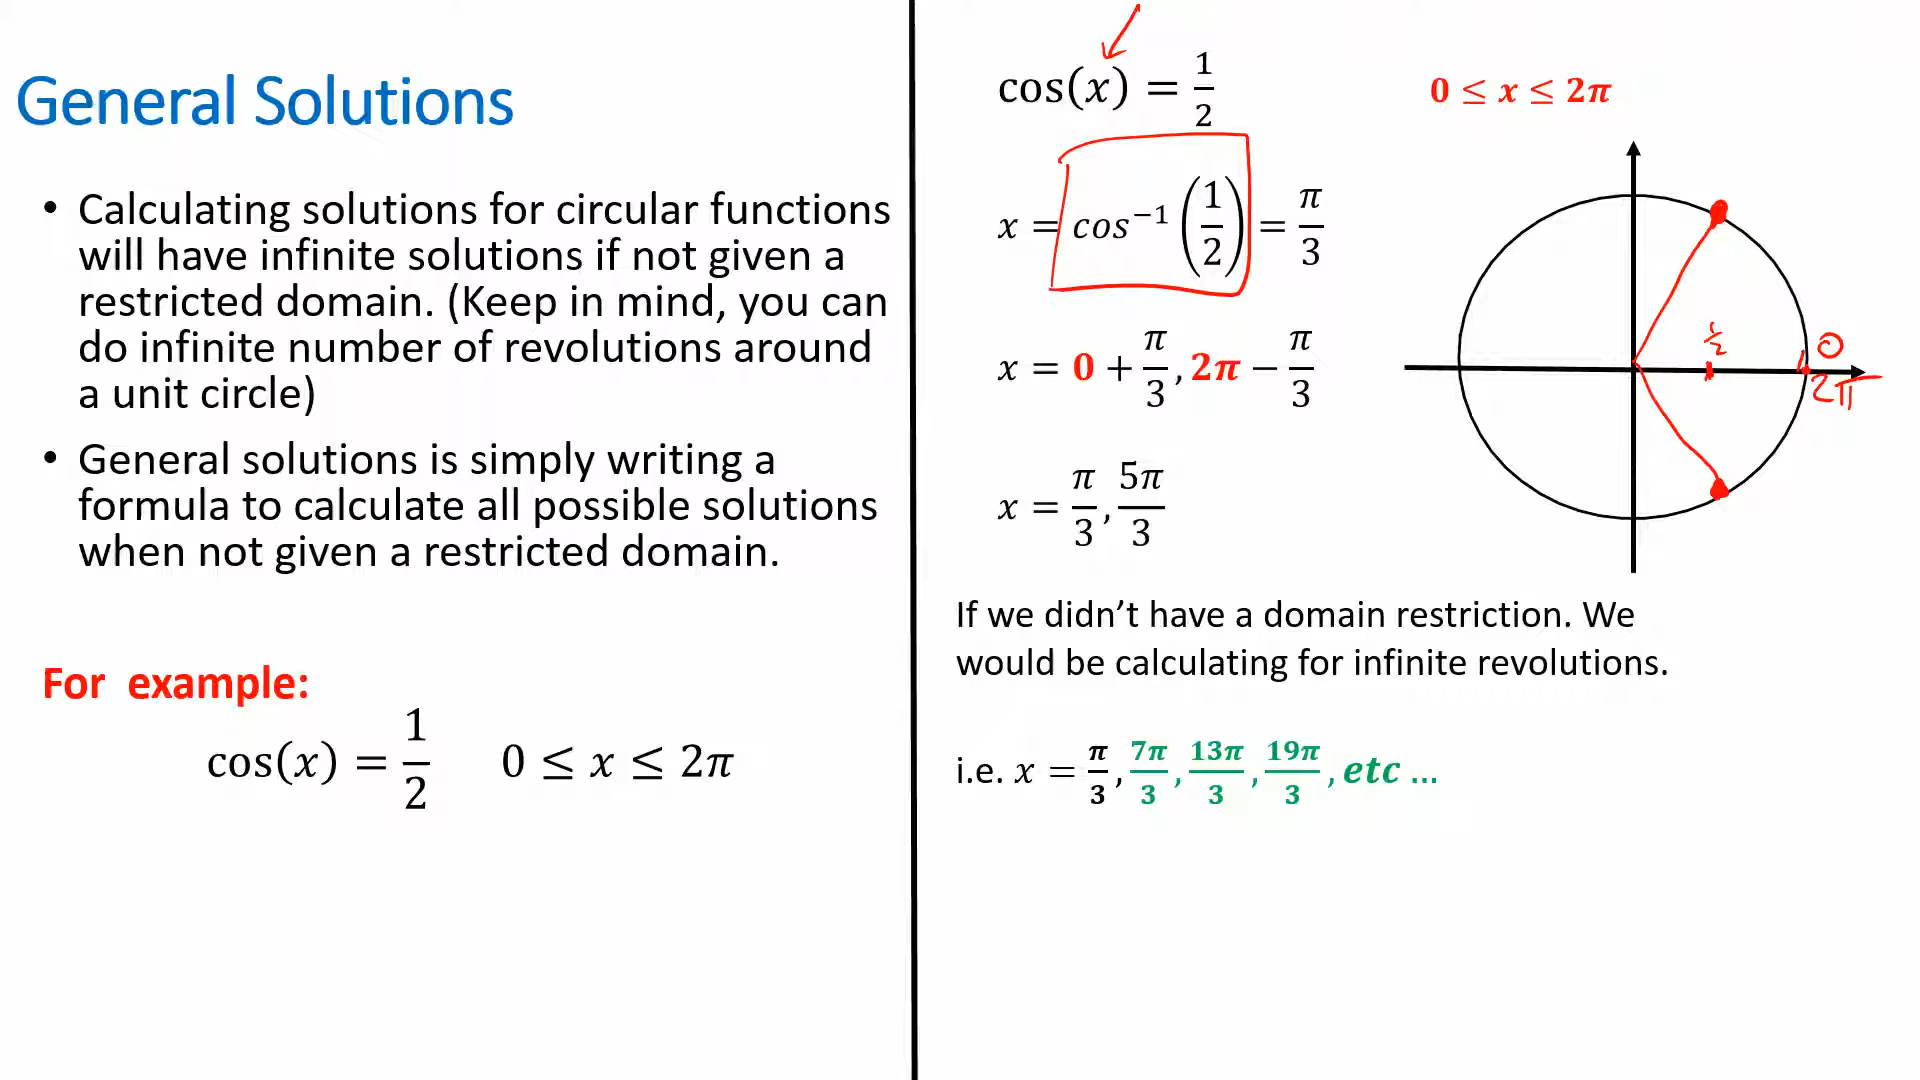 General Solutions
• Calculating solutions for circular functions
will have infinite solutions if not given a
restricted domain. (Keep in mind, you can
do infinite number of revolutions around
a unit circle)
• General solutions is simply writing a
formula to calculate all possible solutions
when not given a restricted domain.
For example:
cos(x) = 1/2 0 ≤ x ≤ 2π
cos(x) = 1/2
0 ≤ x ≤ 2π
x = cos⁻¹(1/2) = π/3
x = 0 + π/3, 2π − π/3
x = π/3, 5π/3
1/2
0
2π
If we didn’t have a domain restriction. We
would be calculating for infinite revolutions.
i.e. x = π/3, 7π/3, 13π/3, 19π/3, etc ...